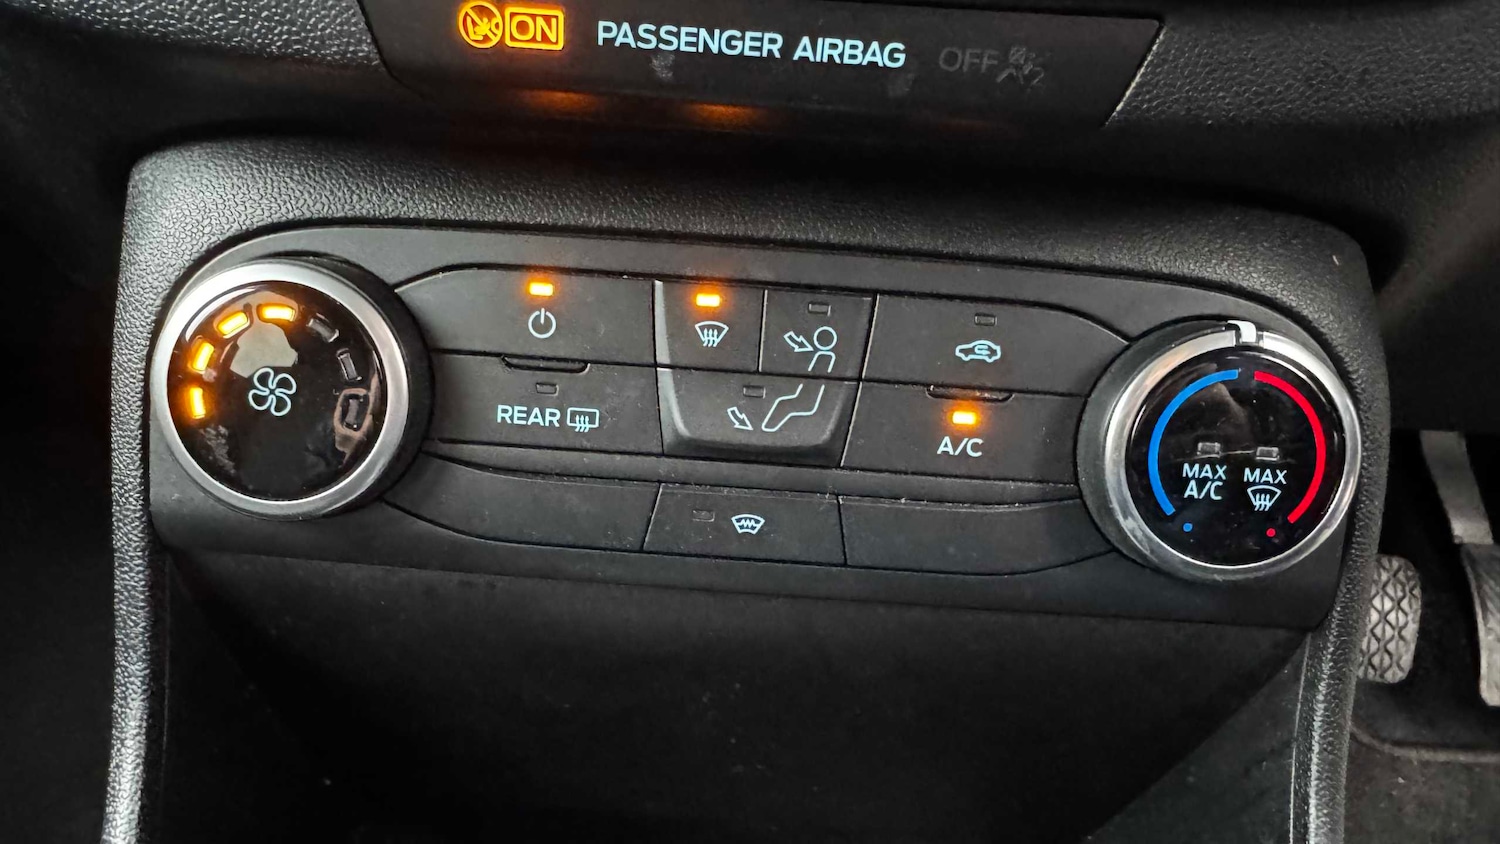 ON PASSENGER AIRBAG OFF
REAR
A/C
MAX
A/C
MAX